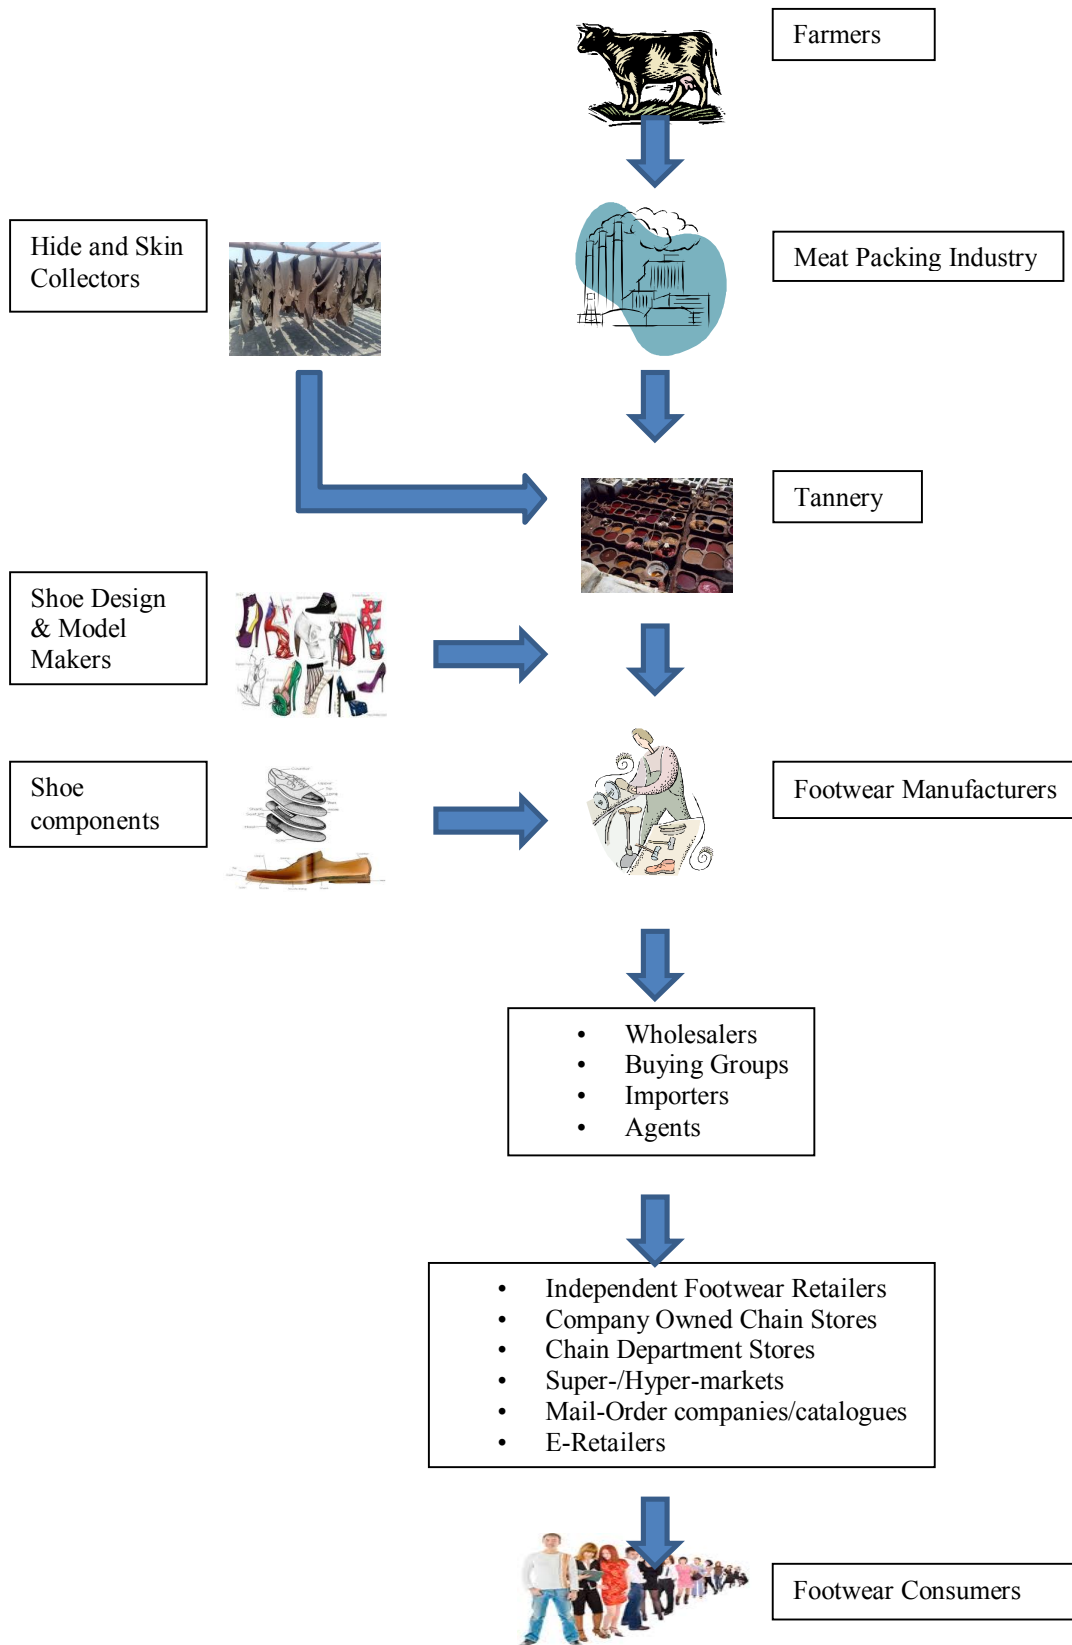 Farmers
Hide and Skin
Collectors
Meat Packing Industry
Tannery
Shoe Design
& Model
Makers
Shoe
components
Footwear Manufacturers
• Wholesalers
• Buying Groups
• Importers
• Agents
• Independent Footwear Retailers
• Company Owned Chain Stores
• Chain Department Stores
• Super-/Hyper-markets
• Mail-Order companies/catalogues
• E-Retailers
Footwear Consumers